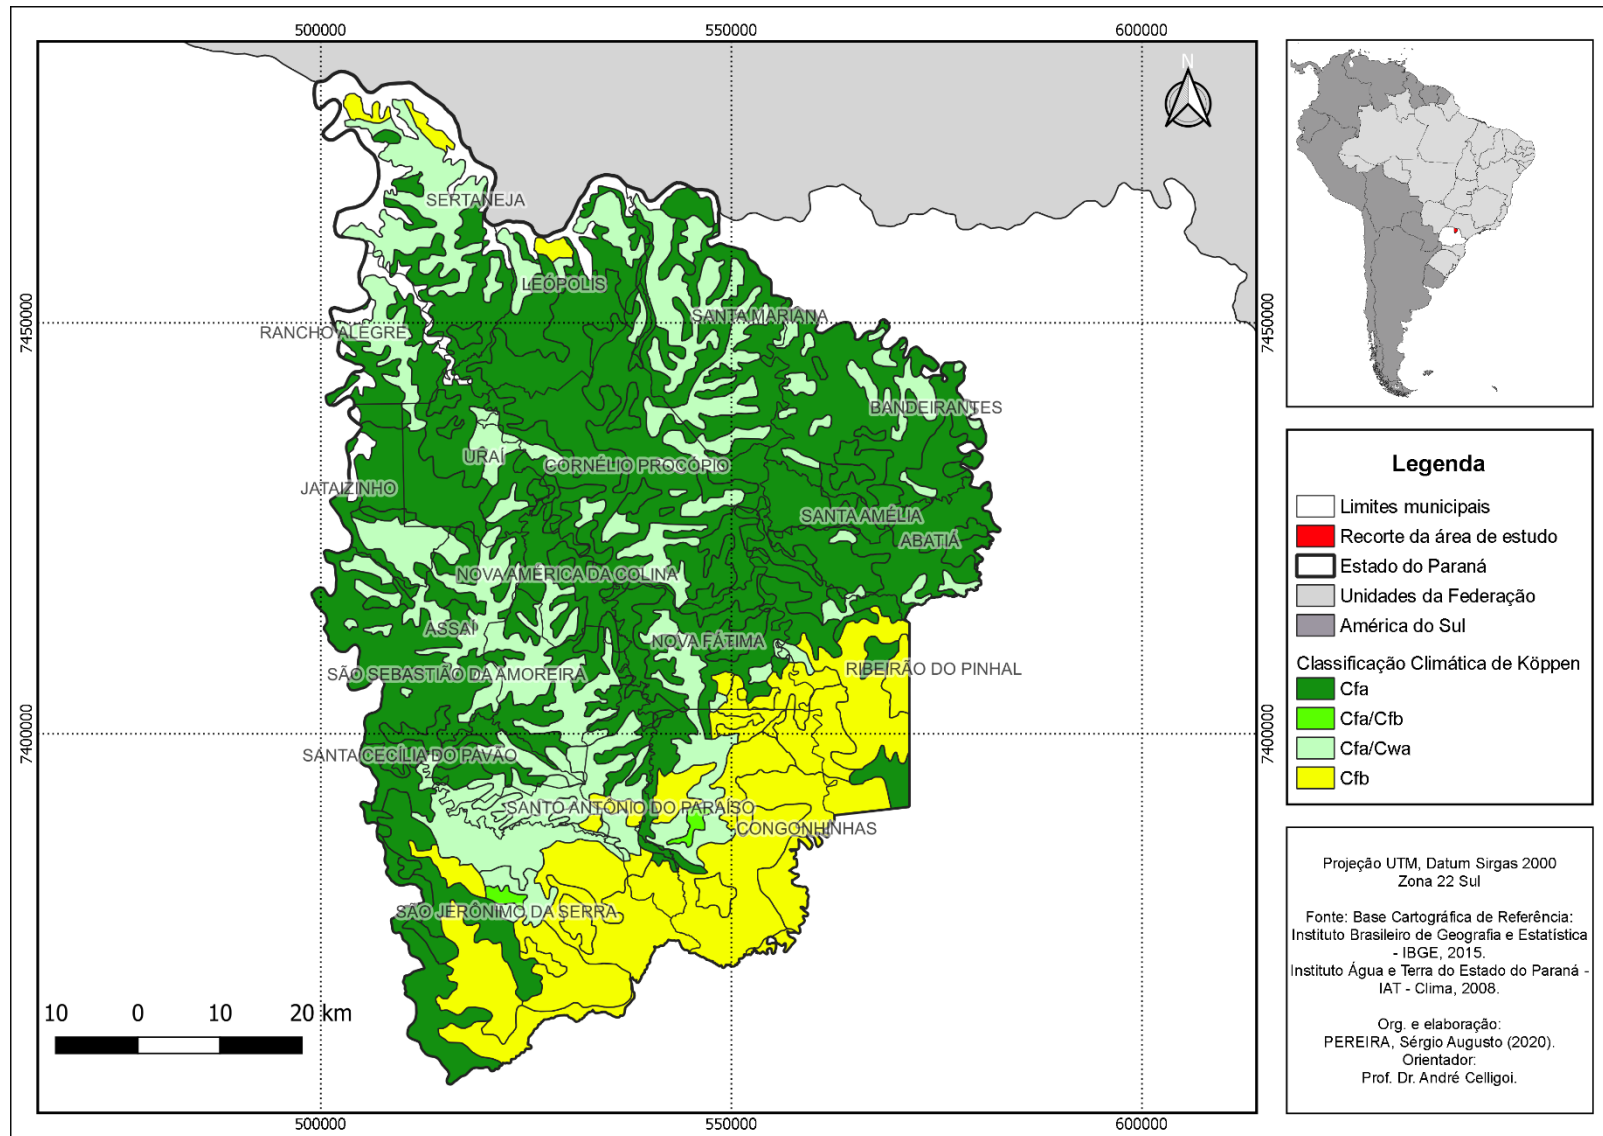 500000
550000
600000
N
SERTANEJA
LEÓPOLIS
SANTA MARIANA
RANCHO ALEGRE
7450000
7450000
BANDEIRANTES
URAÍ
CORNÉLIO PROCÓPIO
JATAIZINHO
SANTA AMÉLIA
ABATIÁ
NOVA AMÉRICA DA COLINA
ASSAÍ
NOVA FÁTIMA
SÃO SEBASTIÃO DA AMOREIRA
RIBEIRÃO DO PINHAL
7400000
7400000
SANTA CECÍLIA DO PAVÃO
SANTO ANTÔNIO DO PARAÍSO
CONGONHINHAS
SÃO JERÔNIMO DA SERRA
10 0 10 20 km
500000
550000
600000
Legenda
Limites municipais
Recorte da área de estudo
Estado do Paraná
Unidades da Federação
América do Sul
Classificação Climática de Köppen
Cfa
Cfa/Cfb
Cfa/Cwa
Cfb
Projeção UTM, Datum Sirgas 2000
Zona 22 Sul
Fonte: Base Cartográfica de Referência:
Instituto Brasileiro de Geografia e Estatística
- IBGE, 2015.
Instituto Água e Terra do Estado do Paraná -
IAT - Clima, 2008.
Org. e elaboração:
PEREIRA, Sérgio Augusto (2020).
Orientador:
Prof. Dr. André Celligoi.